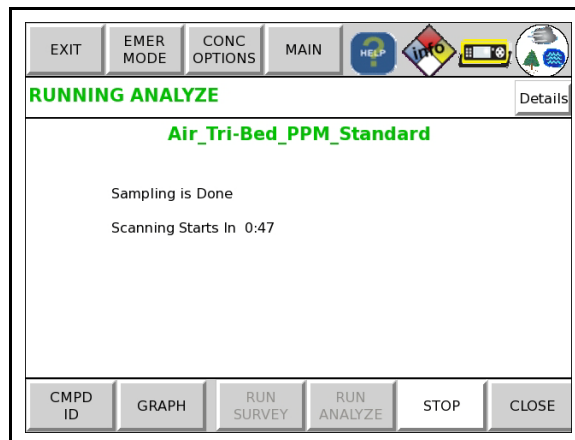 EXIT
EMER
MODE
CONC
OPTIONS
MAIN
HELP
info
RUNNING ANALYZE
Details
Air_Tri-Bed_PPM_Standard
Sampling is Done
Scanning Starts In 0:47
CMPD
ID
GRAPH
RUN
SURVEY
RUN
ANALYZE
STOP
CLOSE